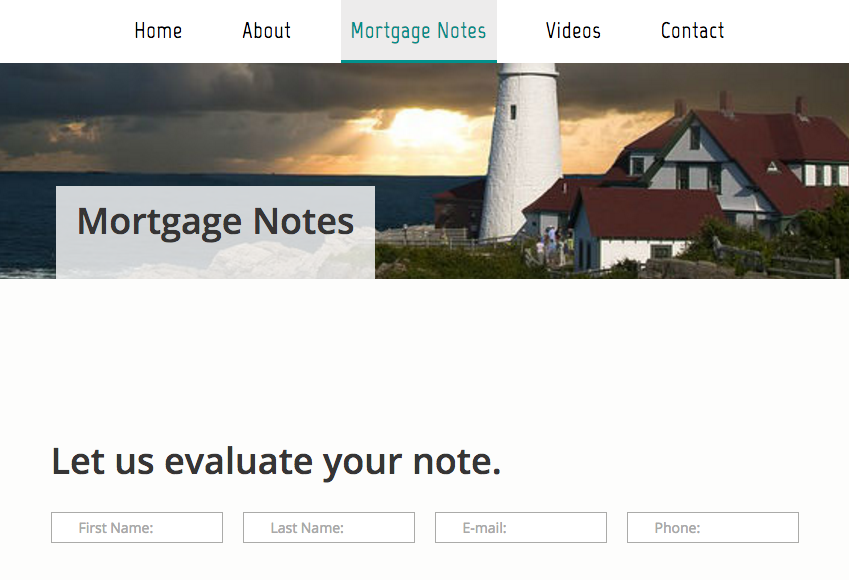 Home About Mortgage Notes Videos Contact
Mortgage Notes
Let us evaluate your note.
First Name: Last Name: E-mail: Phone: